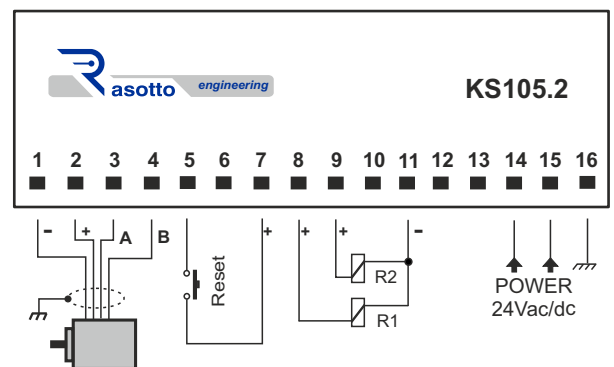 Rasotto engineering
KS105.2
1 2 3 4 5 6 7 8 9 10 11 12 13 14 15 16
- + A B + + + -
Reset
R2
R1
POWER
24Vac/dc